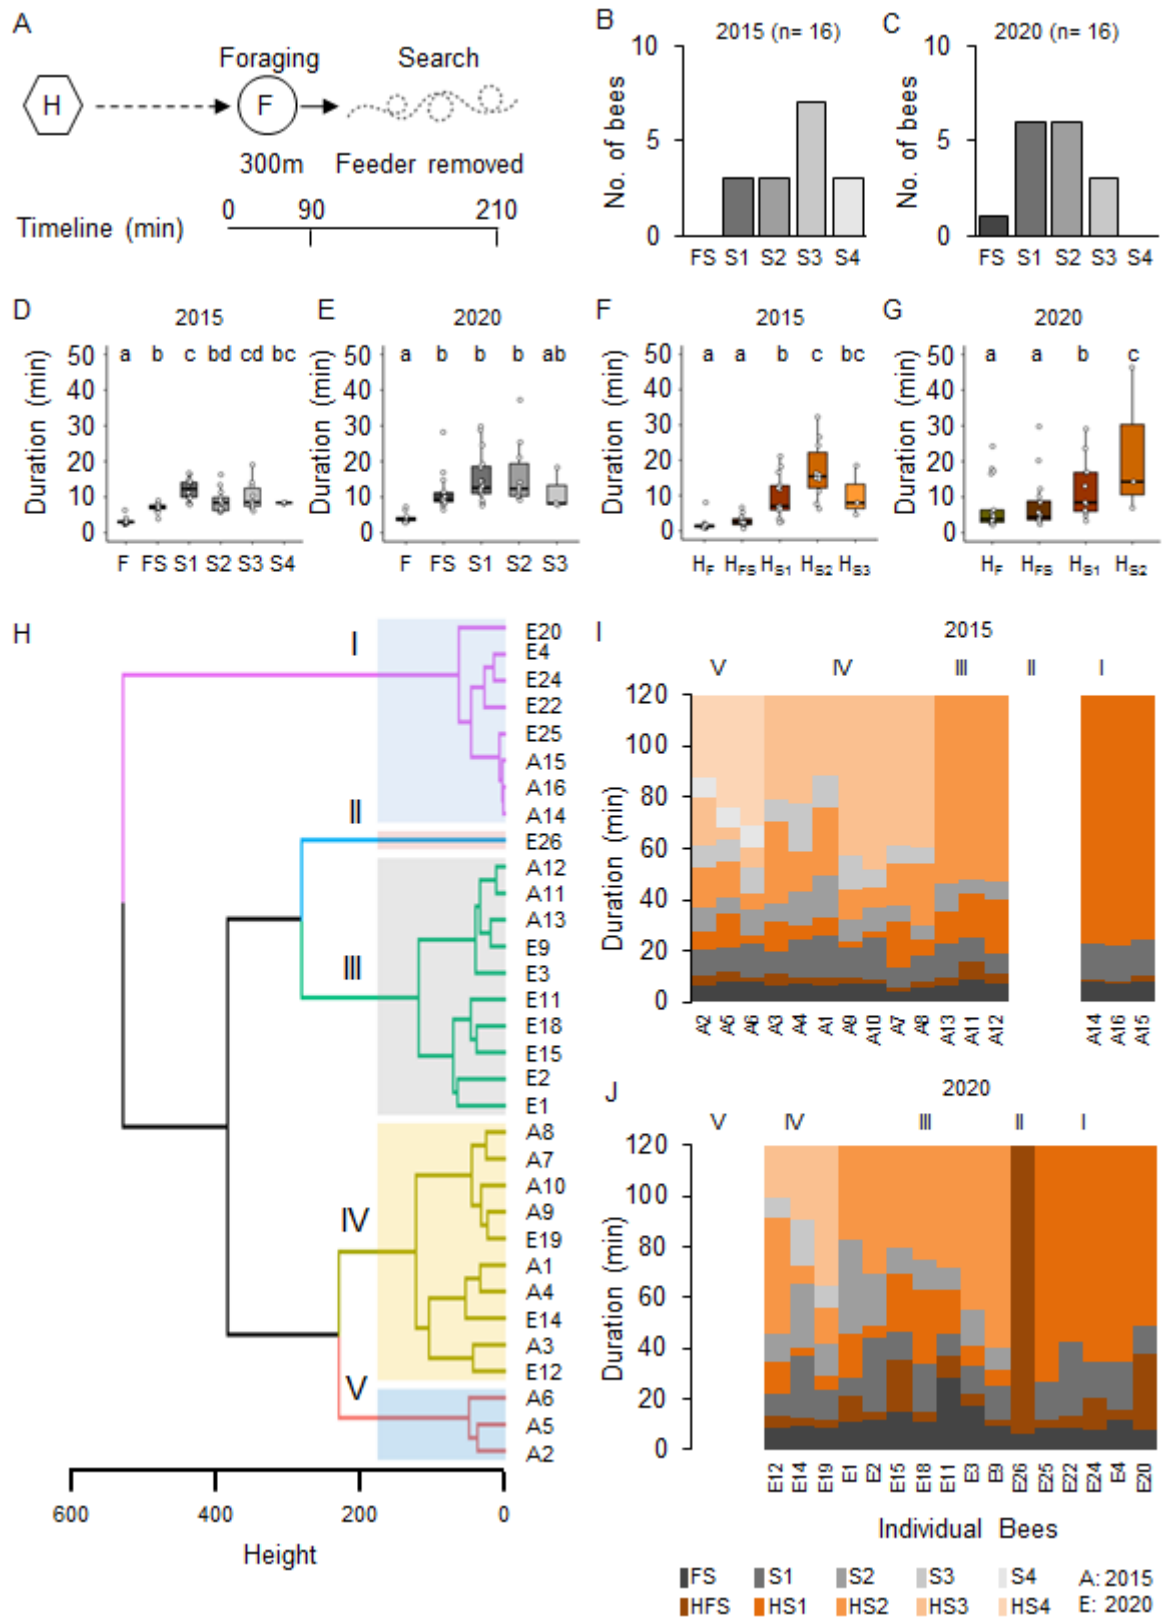 A
Foraging Search
H F
300m Feeder removed
Timeline (min) 0 90 210
B
2015 (n= 16)
No. of bees
10
5
0
FS S1 S2 S3 S4
C
2020 (n= 16)
No. of bees
10
5
0
FS S1 S2 S3 S4
D
2015
Duration (min)
a b c bd cd bc
50
40
30
20
10
0
F FS S1 S2 S3 S4
E
2020
Duration (min)
a b b b ab
50
40
30
20
10
0
F FS S1 S2 S3
F
2015
Duration (min)
a a b c bc
50
40
30
20
10
0
HF HFS HS1 HS2 HS3
G
2020
Duration (min)
a a b c
50
40
30
20
10
0
HF HFS HS1 HS2
H
I
II
III
IV
V
E20
E4
E24
E22
E25
A15
A16
A14
E26
A12
A11
A13
E9
E3
E11
E18
E15
E2
E1
A8
A7
A10
A9
E19
A1
A4
E14
A3
E12
A6
A5
A2
600 400 200 0
Height
I
2015
V IV III II I
Duration (min)
120
100
80
60
40
20
0
A2 A5 A6 A3 A4 A1 A9 A10 A7 A8 A13 A11 A12 A14 A16 A15
J
2020
V IV III II I
Duration (min)
120
100
80
60
40
20
0
E12 E14 E19 E1 E2 E15 E18 E11 E3 E9 E26 E25 E22 E24 E4 E20
Individual Bees
FS S1 S2 S3 S4 A: 2015
HFS HS1 HS2 HS3 HS4 E: 2020